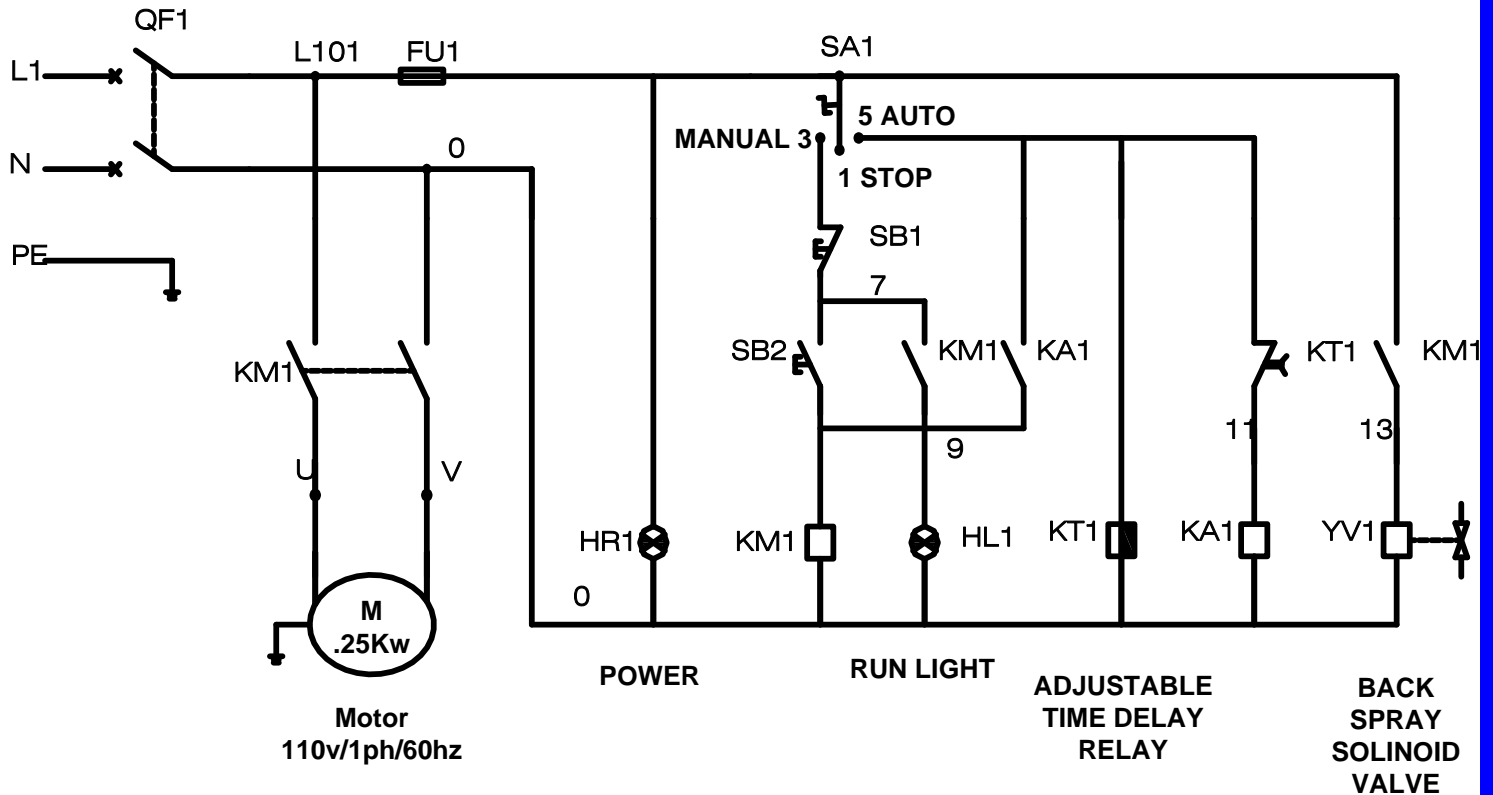 QF1
L1
L101
FU1
SA1
5 AUTO
MANUAL 3
N
0
1 STOP
PE
SB1
7
KM1
SB2
KM1
KA1
KT1
KM1
9
11
13
U
V
HR1
KM1
HL1
KT1
KA1
YV1
0
M
.25Kw
POWER
RUN LIGHT
ADJUSTABLE
TIME DELAY
RELAY
BACK
SPRAY
SOLINOID
VALVE
Motor
110v/1ph/60hz